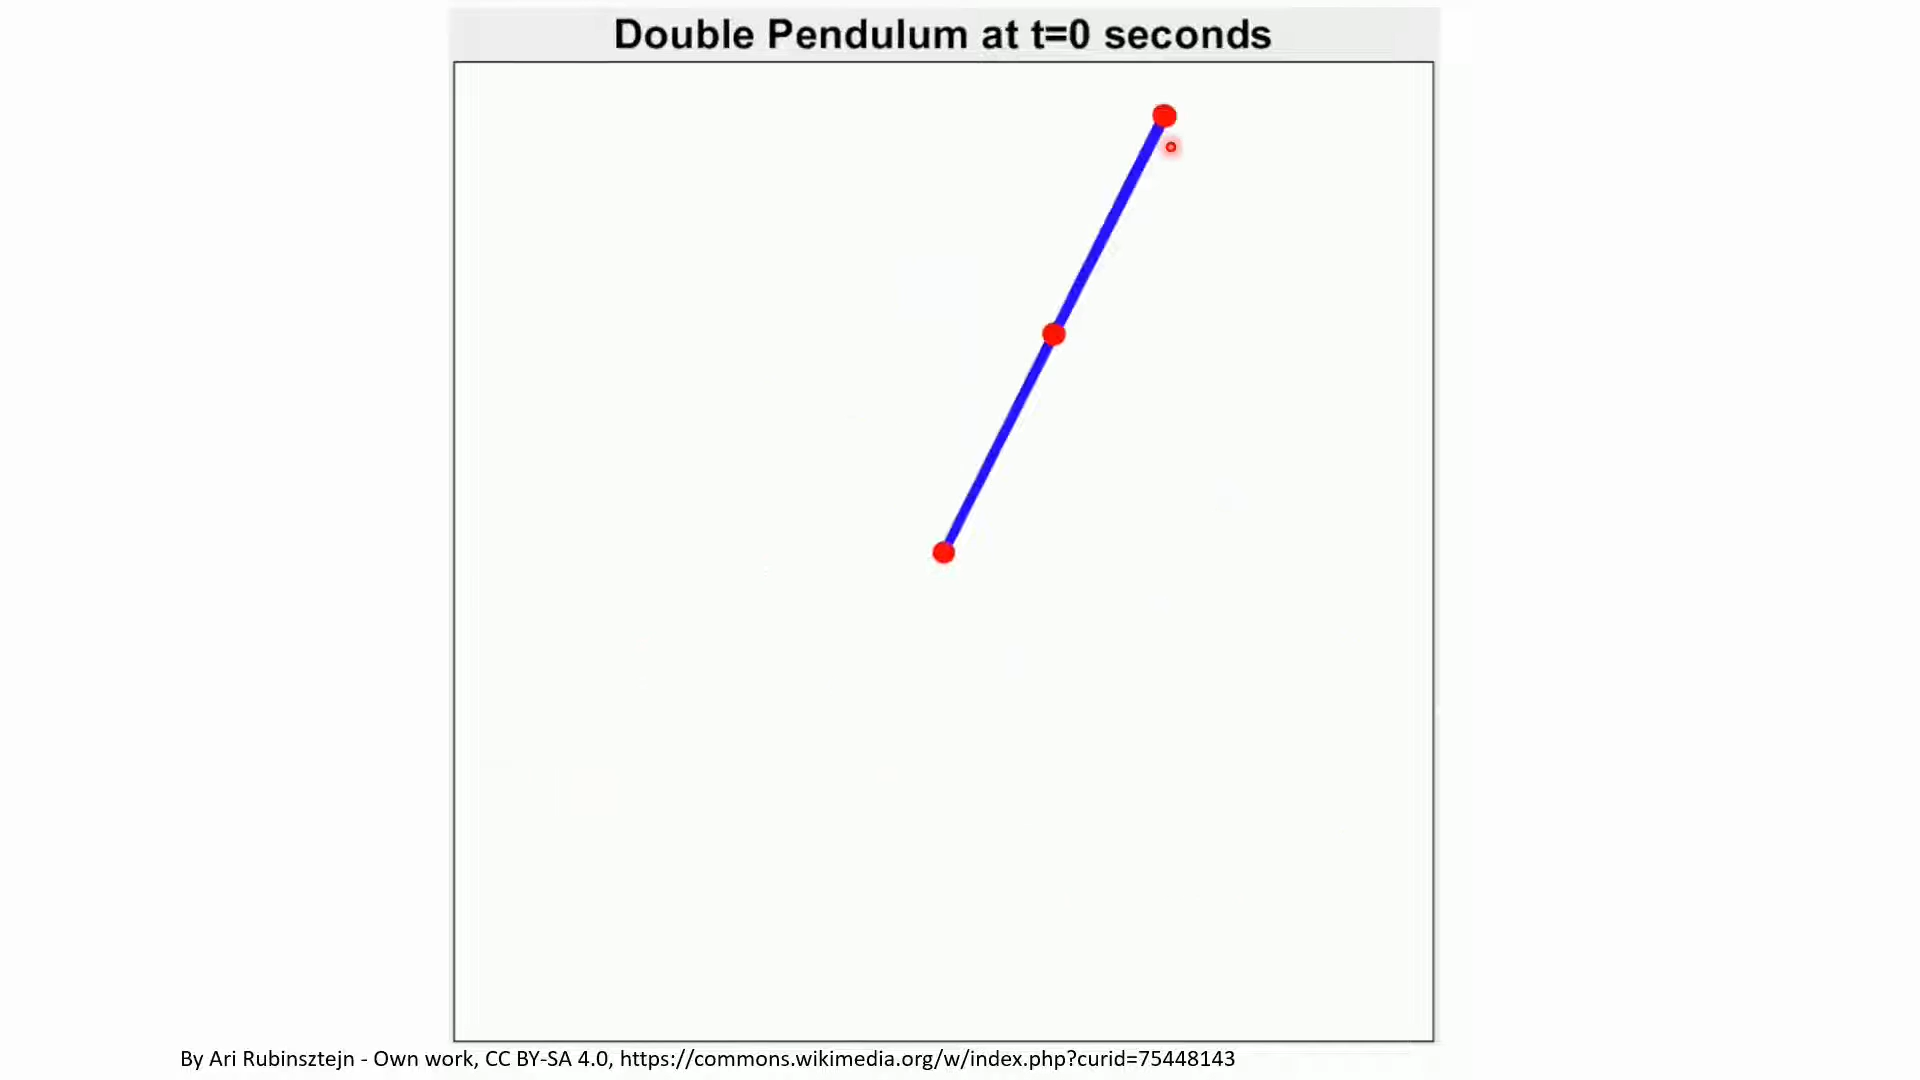 Double Pendulum at t=0 seconds
By Ari Rubinsztejn - Own work, CC BY-SA 4.0, https://commons.wikimedia.org/w/index.php?curid=75448143